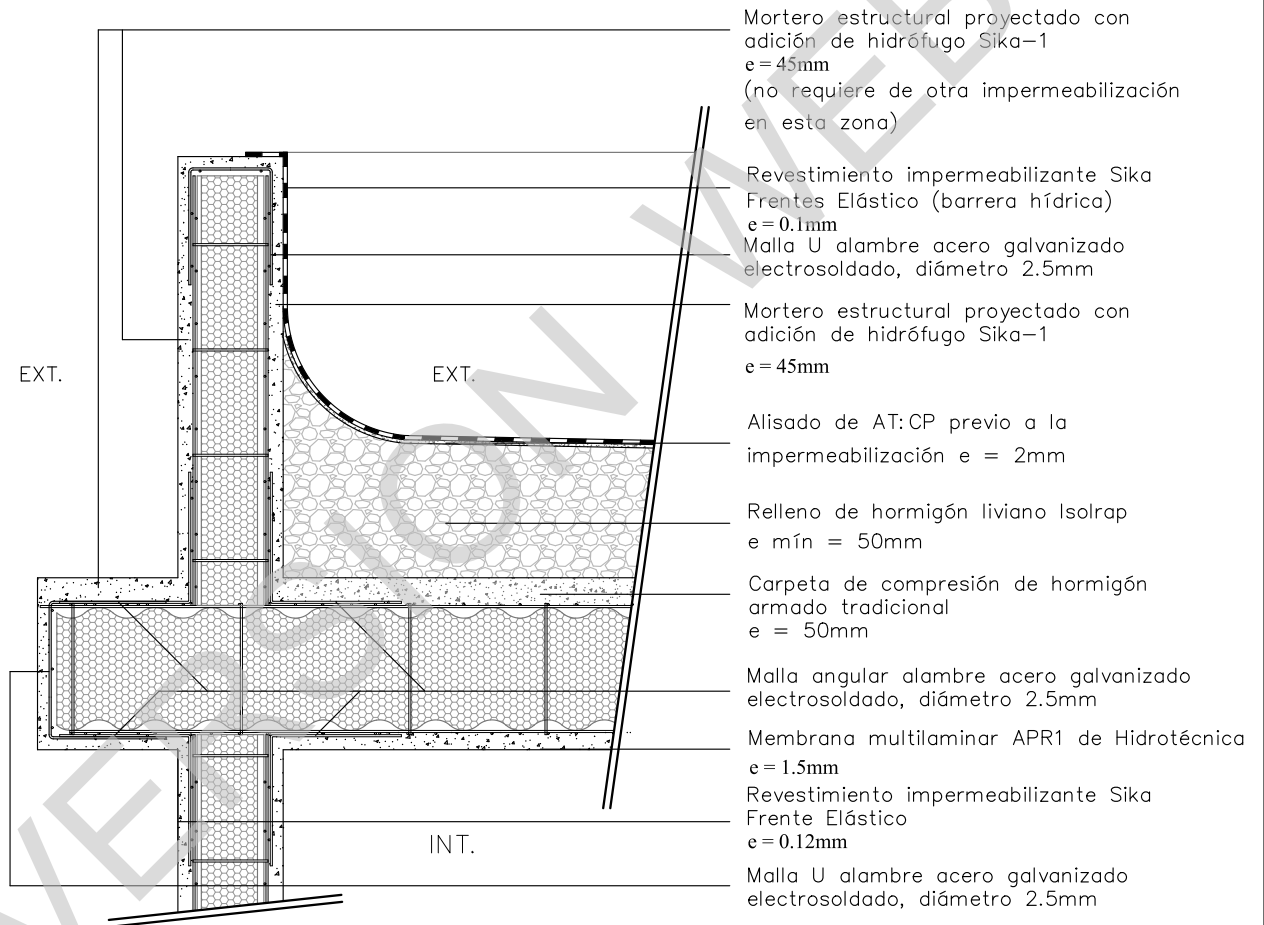 Mortero estructural proyectado con
adición de hidrófugo Sika-1
e = 45mm
(no requiere de otra impermeabilización
en esta zona)
Revestimiento impermeabilizante Sika
Frentes Elástico (barrera hídrica)
e = 0.1mm
Malla U alambre acero galvanizado
electrosoldado, diámetro 2.5mm
Mortero estructural proyectado con
adición de hidrófugo Sika-1
e = 45mm
EXT.
EXT.
Alisado de AT:CP previo a la
impermeabilización e = 2mm
Relleno de hormigón liviano Isolrap
e mín = 50mm
Carpeta de compresión de hormigón
armado tradicional
e = 50mm
Malla angular alambre acero galvanizado
electrosoldado, diámetro 2.5mm
Membrana multilaminar APR1 de Hidrotécnica
e = 1.5mm
Revestimiento impermeabilizante Sika
Frente Elástico
e = 0.12mm
INT.
Malla U alambre acero galvanizado
electrosoldado, diámetro 2.5mm
VERSION WEB